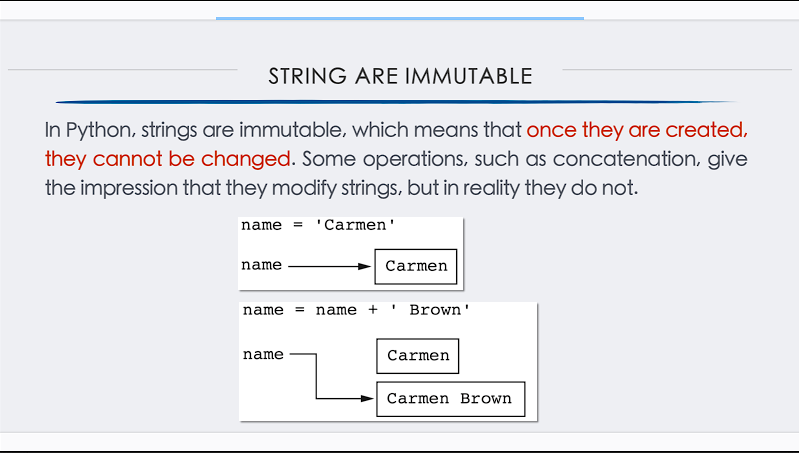 STRING ARE IMMUTABLE
In Python, strings are immutable, which means that once they are created,
they cannot be changed. Some operations, such as concatenation, give
the impression that they modify strings, but in reality they do not.
name = 'Carmen'
name Carmen
name = name + ' Brown'
name Carmen
Carmen Brown